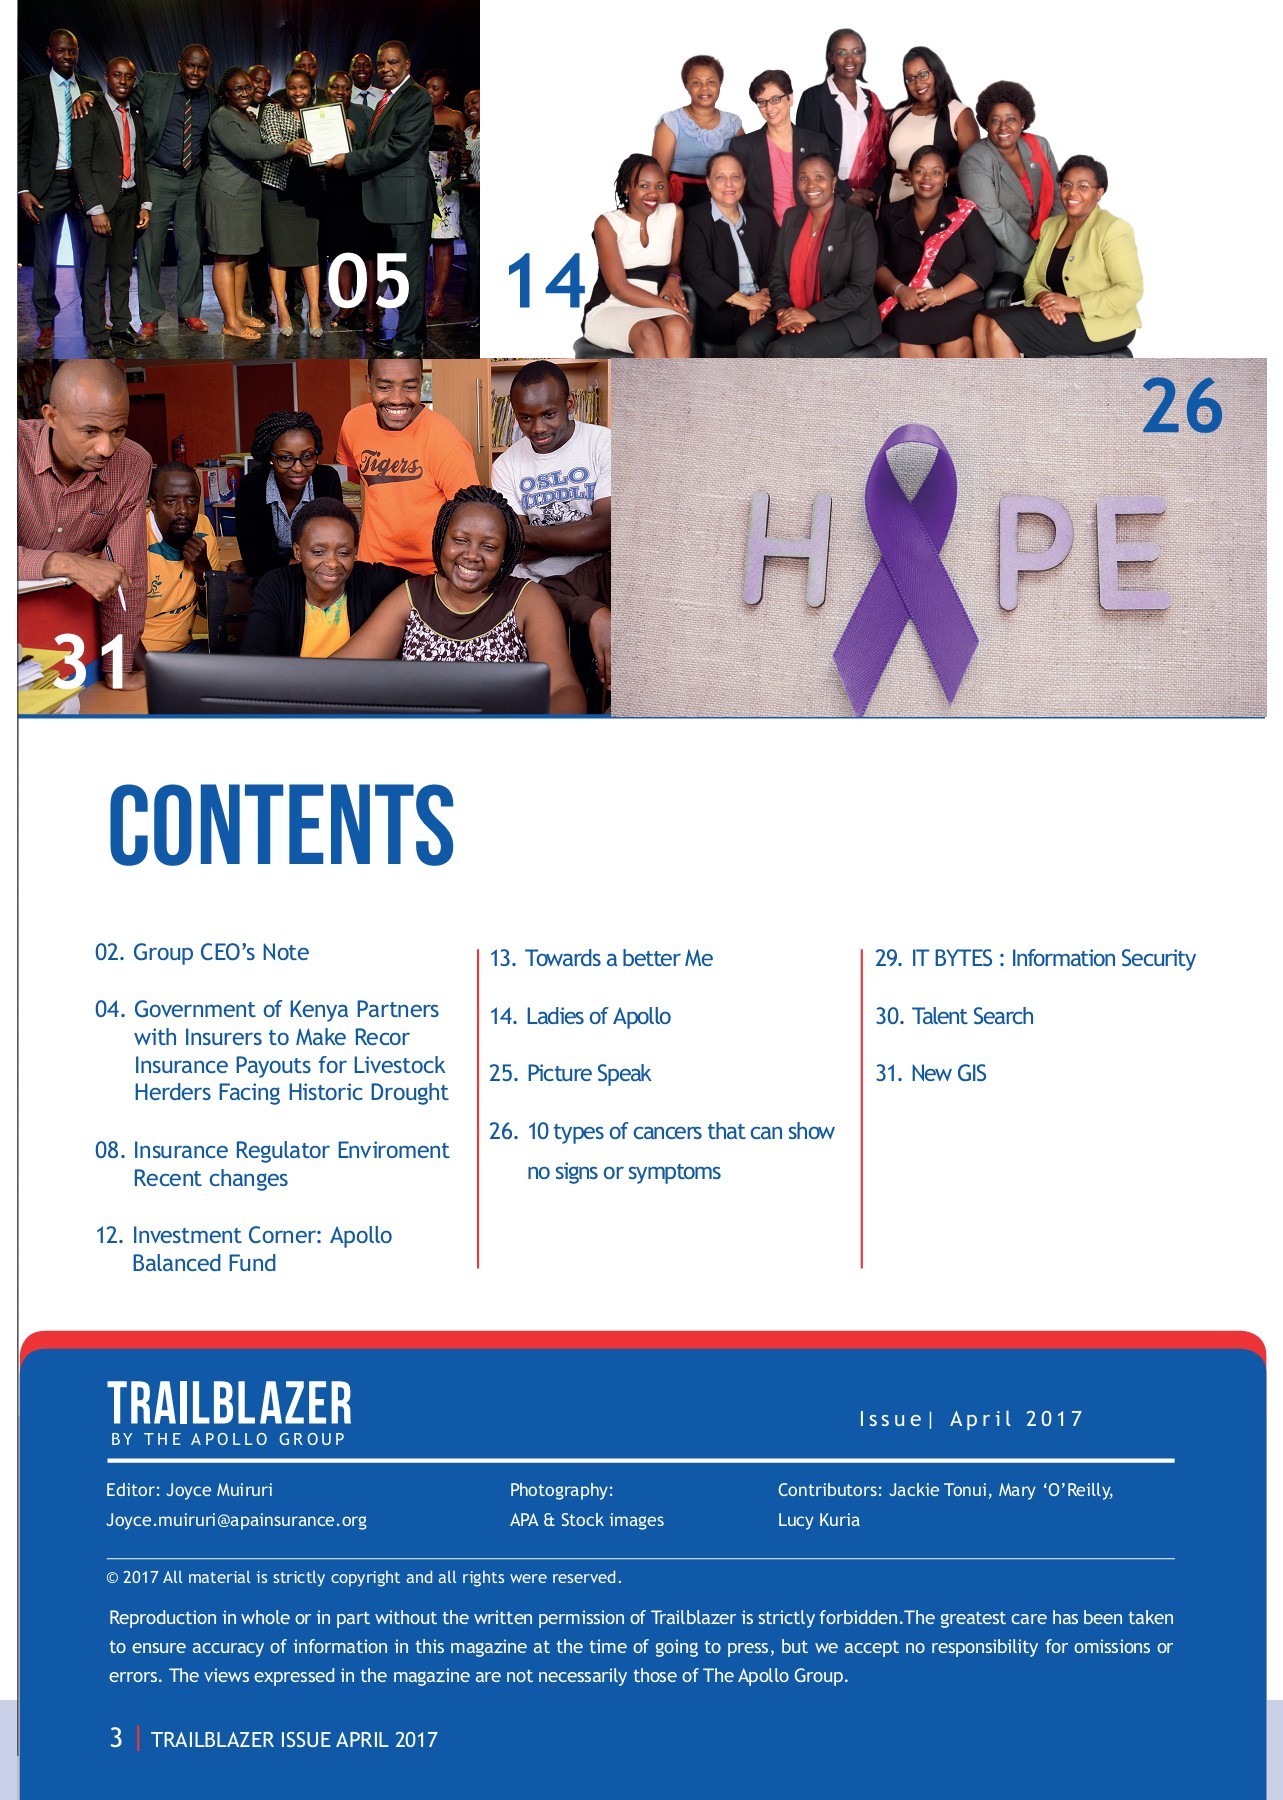 05
14
Tigers
OSLO
MIDDLE
26
H PE
31
CONTENTS
02. Group CEO’s Note
04. Government of Kenya Partners
with Insurers to Make Recor
Insurance Payouts for Livestock
Herders Facing Historic Drought
08. Insurance Regulator Enviroment
Recent changes
12. Investment Corner: Apollo
Balanced Fund
13. Towards a better Me
14. Ladies of Apollo
25. Picture Speak
26. 10 types of cancers that can show
no signs or symptoms
29. IT BYTES : Information Security
30. Talent Search
31. New GIS
TRAILBLAZER
BY THE APOLLO GROUP
Issue| April 2017
Editor: Joyce Muiruri
Joyce.muiruri@apainsurance.org
Photography:
APA & Stock images
Contributors: Jackie Tonui, Mary ‘O’Reilly,
Lucy Kuria
© 2017 All material is strictly copyright and all rights were reserved.
Reproduction in whole or in part without the written permission of Trailblazer is strictly forbidden.The greatest care has been taken
to ensure accuracy of information in this magazine at the time of going to press, but we accept no responsibility for omissions or
errors. The views expressed in the magazine are not necessarily those of The Apollo Group.
3 | TRAILBLAZER ISSUE APRIL 2017